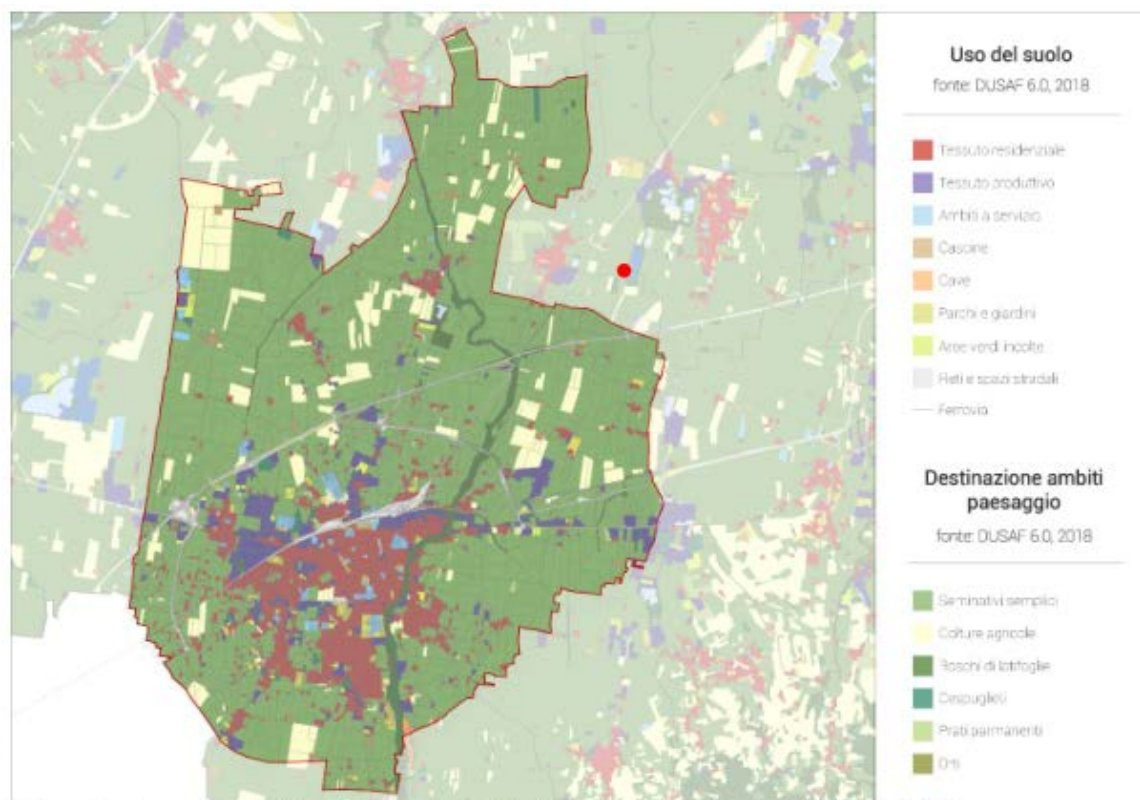 Uso del suolo
fonte: DUSAF 6.0, 2018
Tessuto residenziale
Tessuto produttivo
Ambiti a servizio
Cascine
Cave
Parchi e giardini
Aree verdi incolte
Reti e spazi stradali
Ferrovia
Destinazione ambiti
paesaggio
fonte: DUSAF 6.0, 2018
Seminativi semplici
Colture agricole
Boschi di latifoglie
Cespuglieti
Prati permanenti
Orti